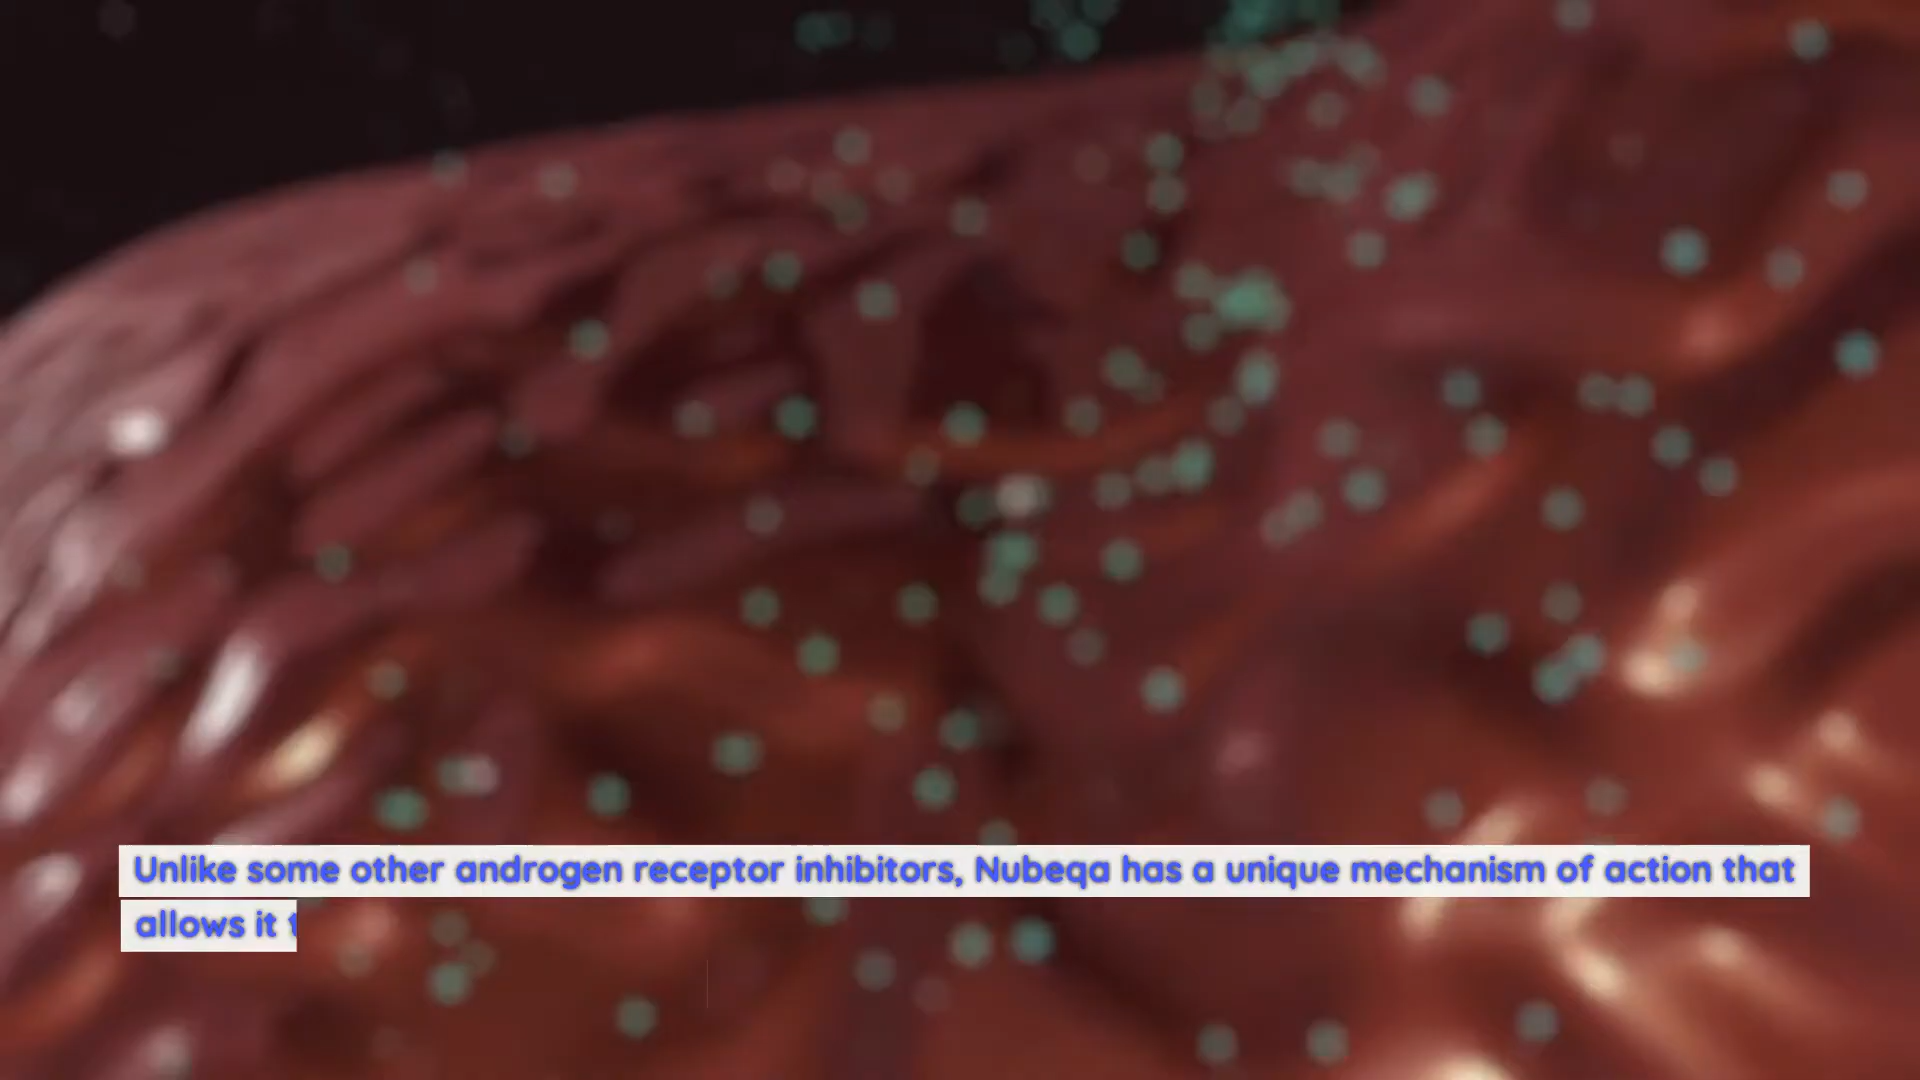 Unlike some other androgen receptor inhibitors, Nubeqa has a unique mechanism of action that
allows it